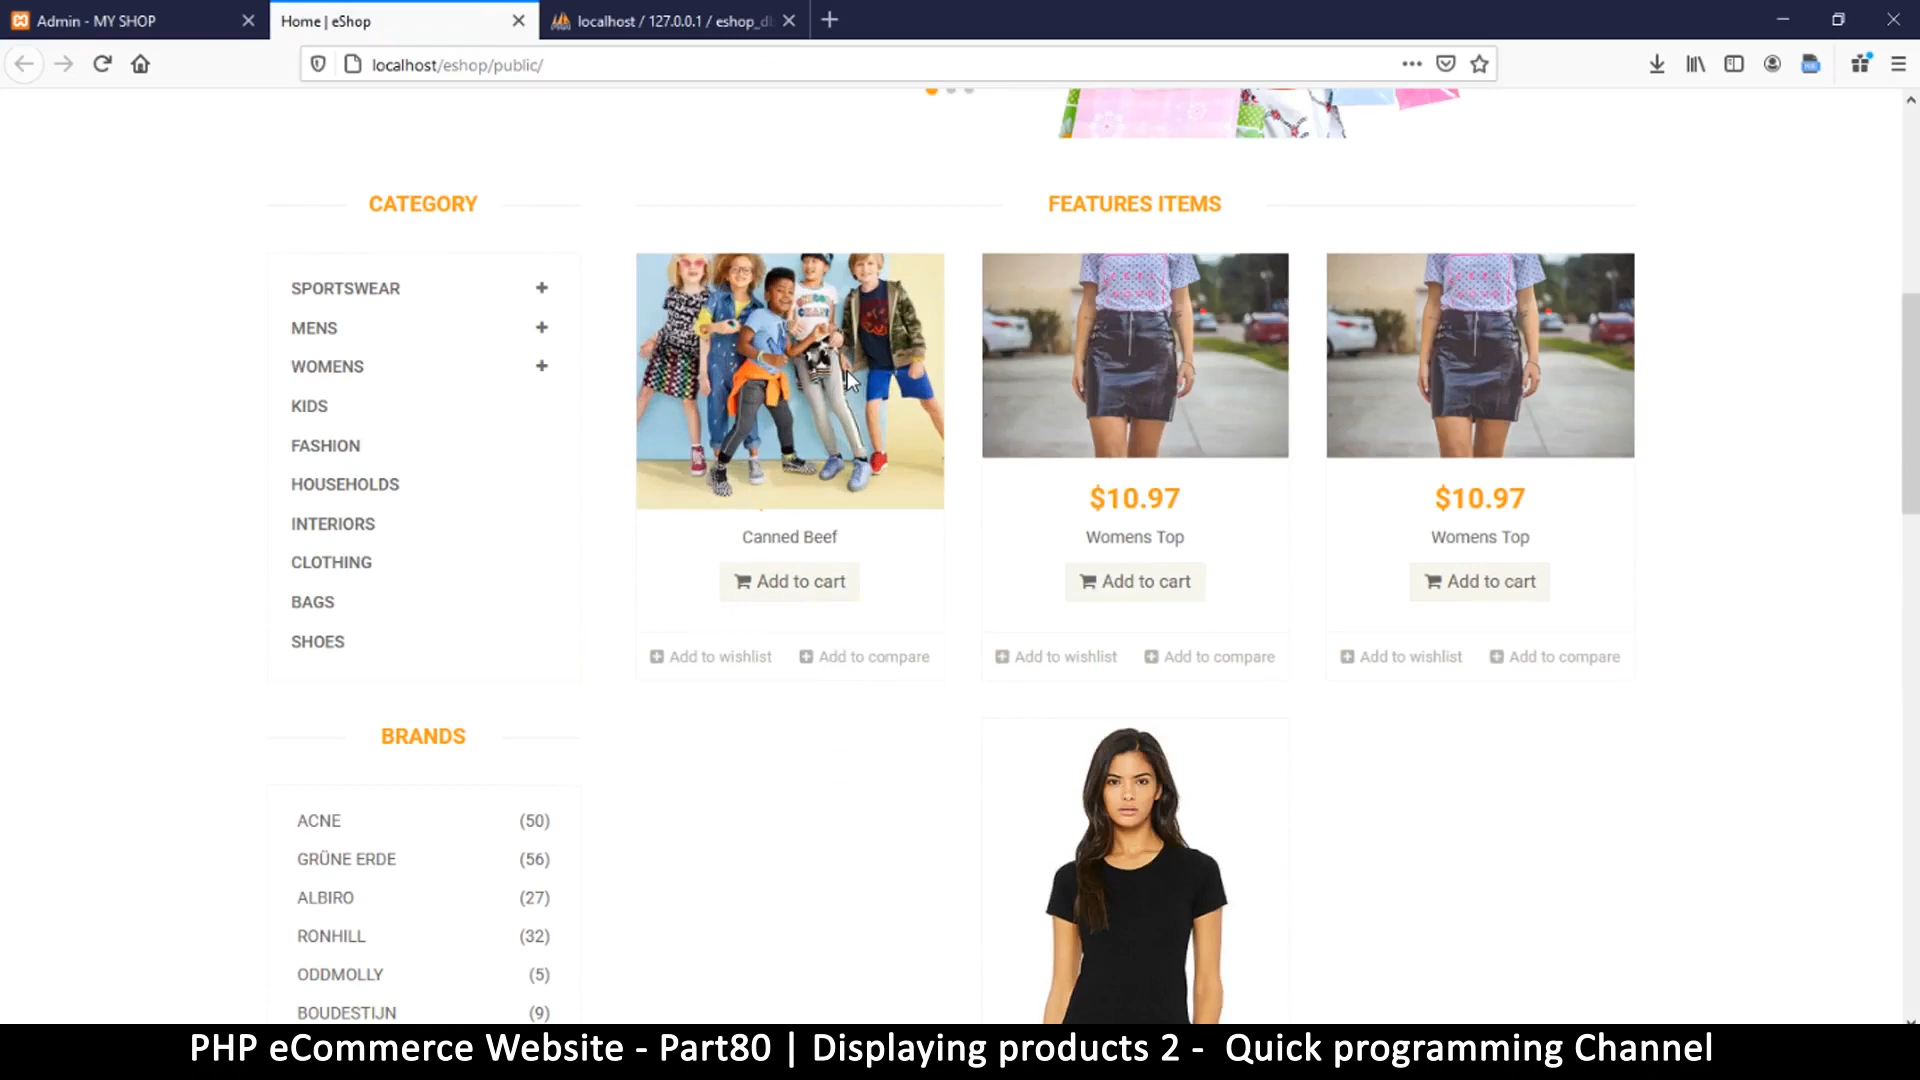 Admin - MY SHOP
Home | eShop
localhost / 127.0.0.1 / eshop_d
localhost/eshop/public/
CATEGORY
FEATURES ITEMS
SPORTSWEAR
MENS
WOMENS
KIDS
FASHION
HOUSEHOLDS
INTERIORS
CLOTHING
BAGS
SHOES
Canned Beef
Add to cart
Add to wishlist
Add to compare
$10.97
Womens Top
Add to cart
Add to wishlist
Add to compare
$10.97
Womens Top
Add to cart
Add to wishlist
Add to compare
BRANDS
ACNE (50)
GRÜNE ERDE (56)
ALBIRO (27)
RONHILL (32)
ODDMOLLY (5)
BOUDESTIJN (9)
PHP eCommerce Website - Part80 | Displaying products 2 - Quick programming Channel